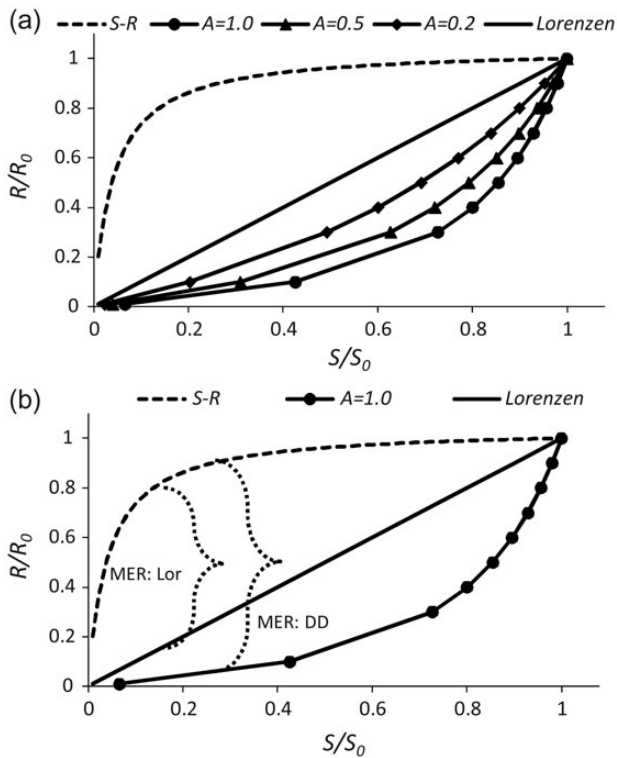 (a)
S-R A=1.0 A=0.5 A=0.2 Lorenzen
R/R0
1
0.8
0.6
0.4
0.2
0
0 0.2 0.4 0.6 0.8 1
S/S0
(b)
S-R A=1.0 Lorenzen
R/R0
1
0.8
0.6
0.4
0.2
0
MER: Lor
MER: DD
0 0.2 0.4 0.6 0.8 1
S/S0